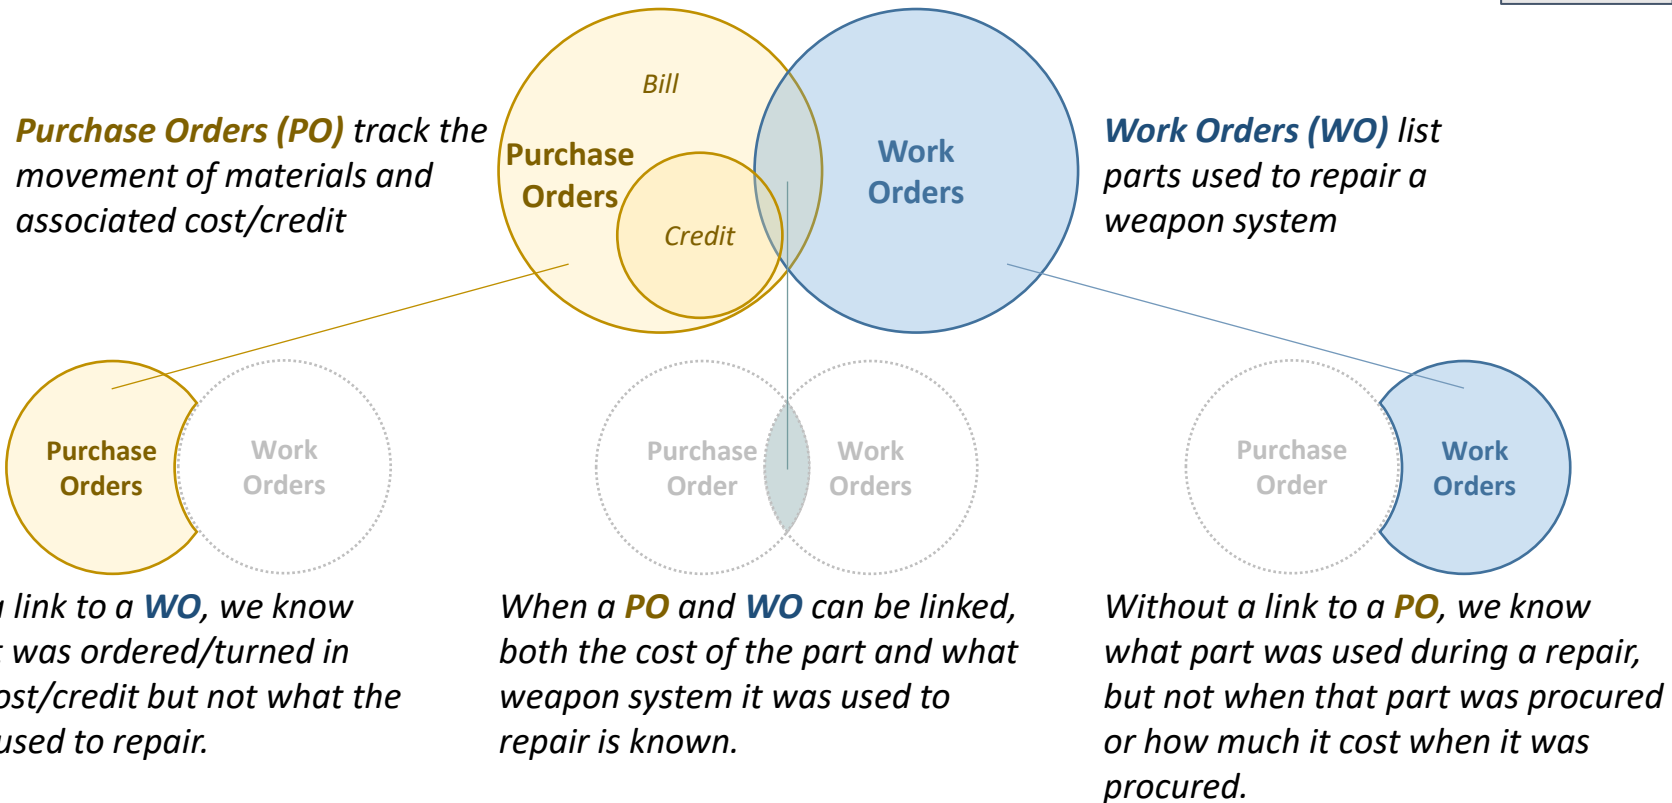 Purchase Orders (PO) track the
movement of materials and
associated cost/credit
Bill
Purchase
Orders
Credit
Work
Orders
Work Orders (WO) list
parts used to repair a
weapon system
Purchase
Orders
Work
Orders
Purchase
Order
Work
Orders
Purchase
Order
Work
Orders
link to a WO, we know
was ordered/turned in
ost/credit but not what the
used to repair.
When a PO and WO can be linked,
both the cost of the part and what
weapon system it was used to
repair is known.
Without a link to a PO, we know
what part was used during a repair,
but not when that part was procured
or how much it cost when it was
procured.